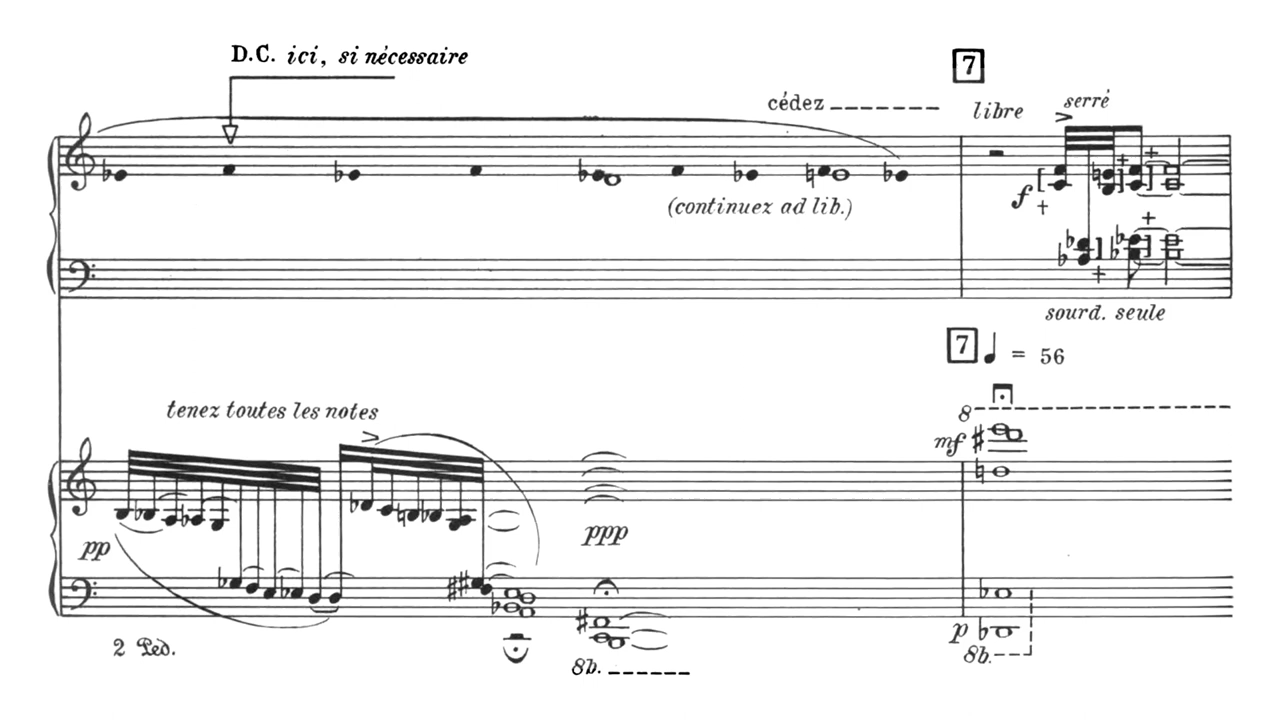 D.C. ici, si nécessaire
7
cédez
libre
serré
(continuez ad lib.)
f
sourd. seule
7
= 56
tenez toutes les notes
8
mf
pp
ppp
p
2 Ped.
8b.
8b.